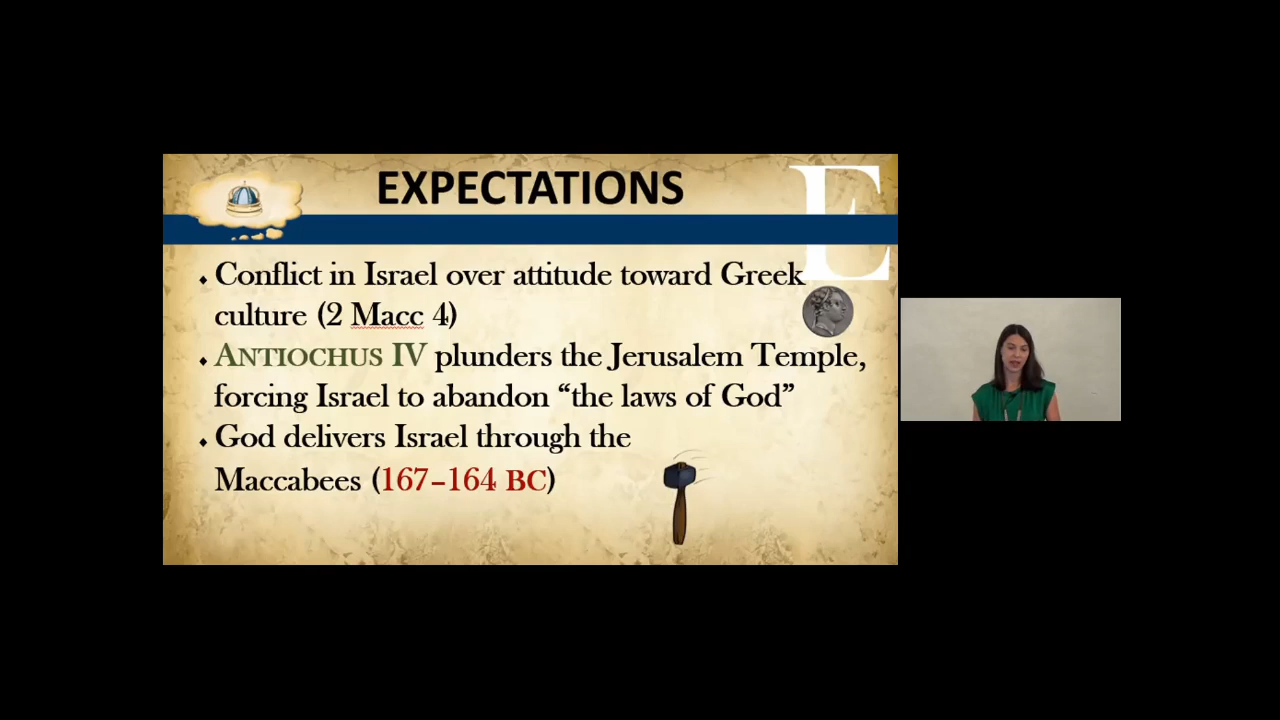 EXPECTATIONS
E
Conflict in Israel over attitude toward Greek
culture (2 Macc 4)
ANTIOCHUS IV plunders the Jerusalem Temple,
forcing Israel to abandon “the laws of God”
God delivers Israel through the
Maccabees (167–164 BC)